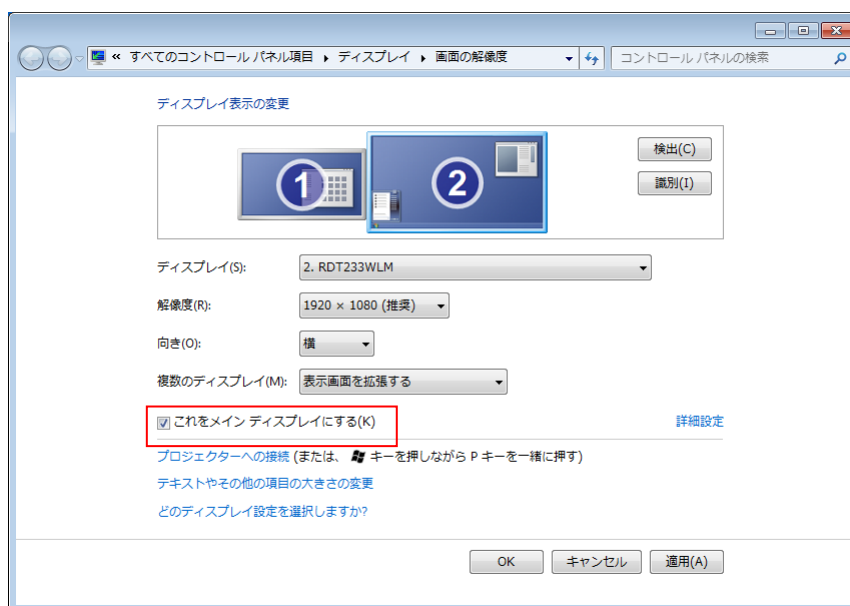 « すべてのコントロール パネル項目 ▸ ディスプレイ ▸ 画面の解像度 コントロール パネルの検索
ディスプレイ表示の変更
1 2
検出(C)
識別(I)
ディスプレイ(S): 2. RDT233WLM
解像度(R): 1920 × 1080 (推奨)
向き(O): 横
複数のディスプレイ(M): 表示画面を拡張する
これをメイン ディスプレイにする(K) 詳細設定
プロジェクターへの接続 (または、 キーを押しながら P キーを一緒に押す)
テキストやその他の項目の大きさの変更
どのディスプレイ設定を選択しますか?
OK キャンセル 適用(A)